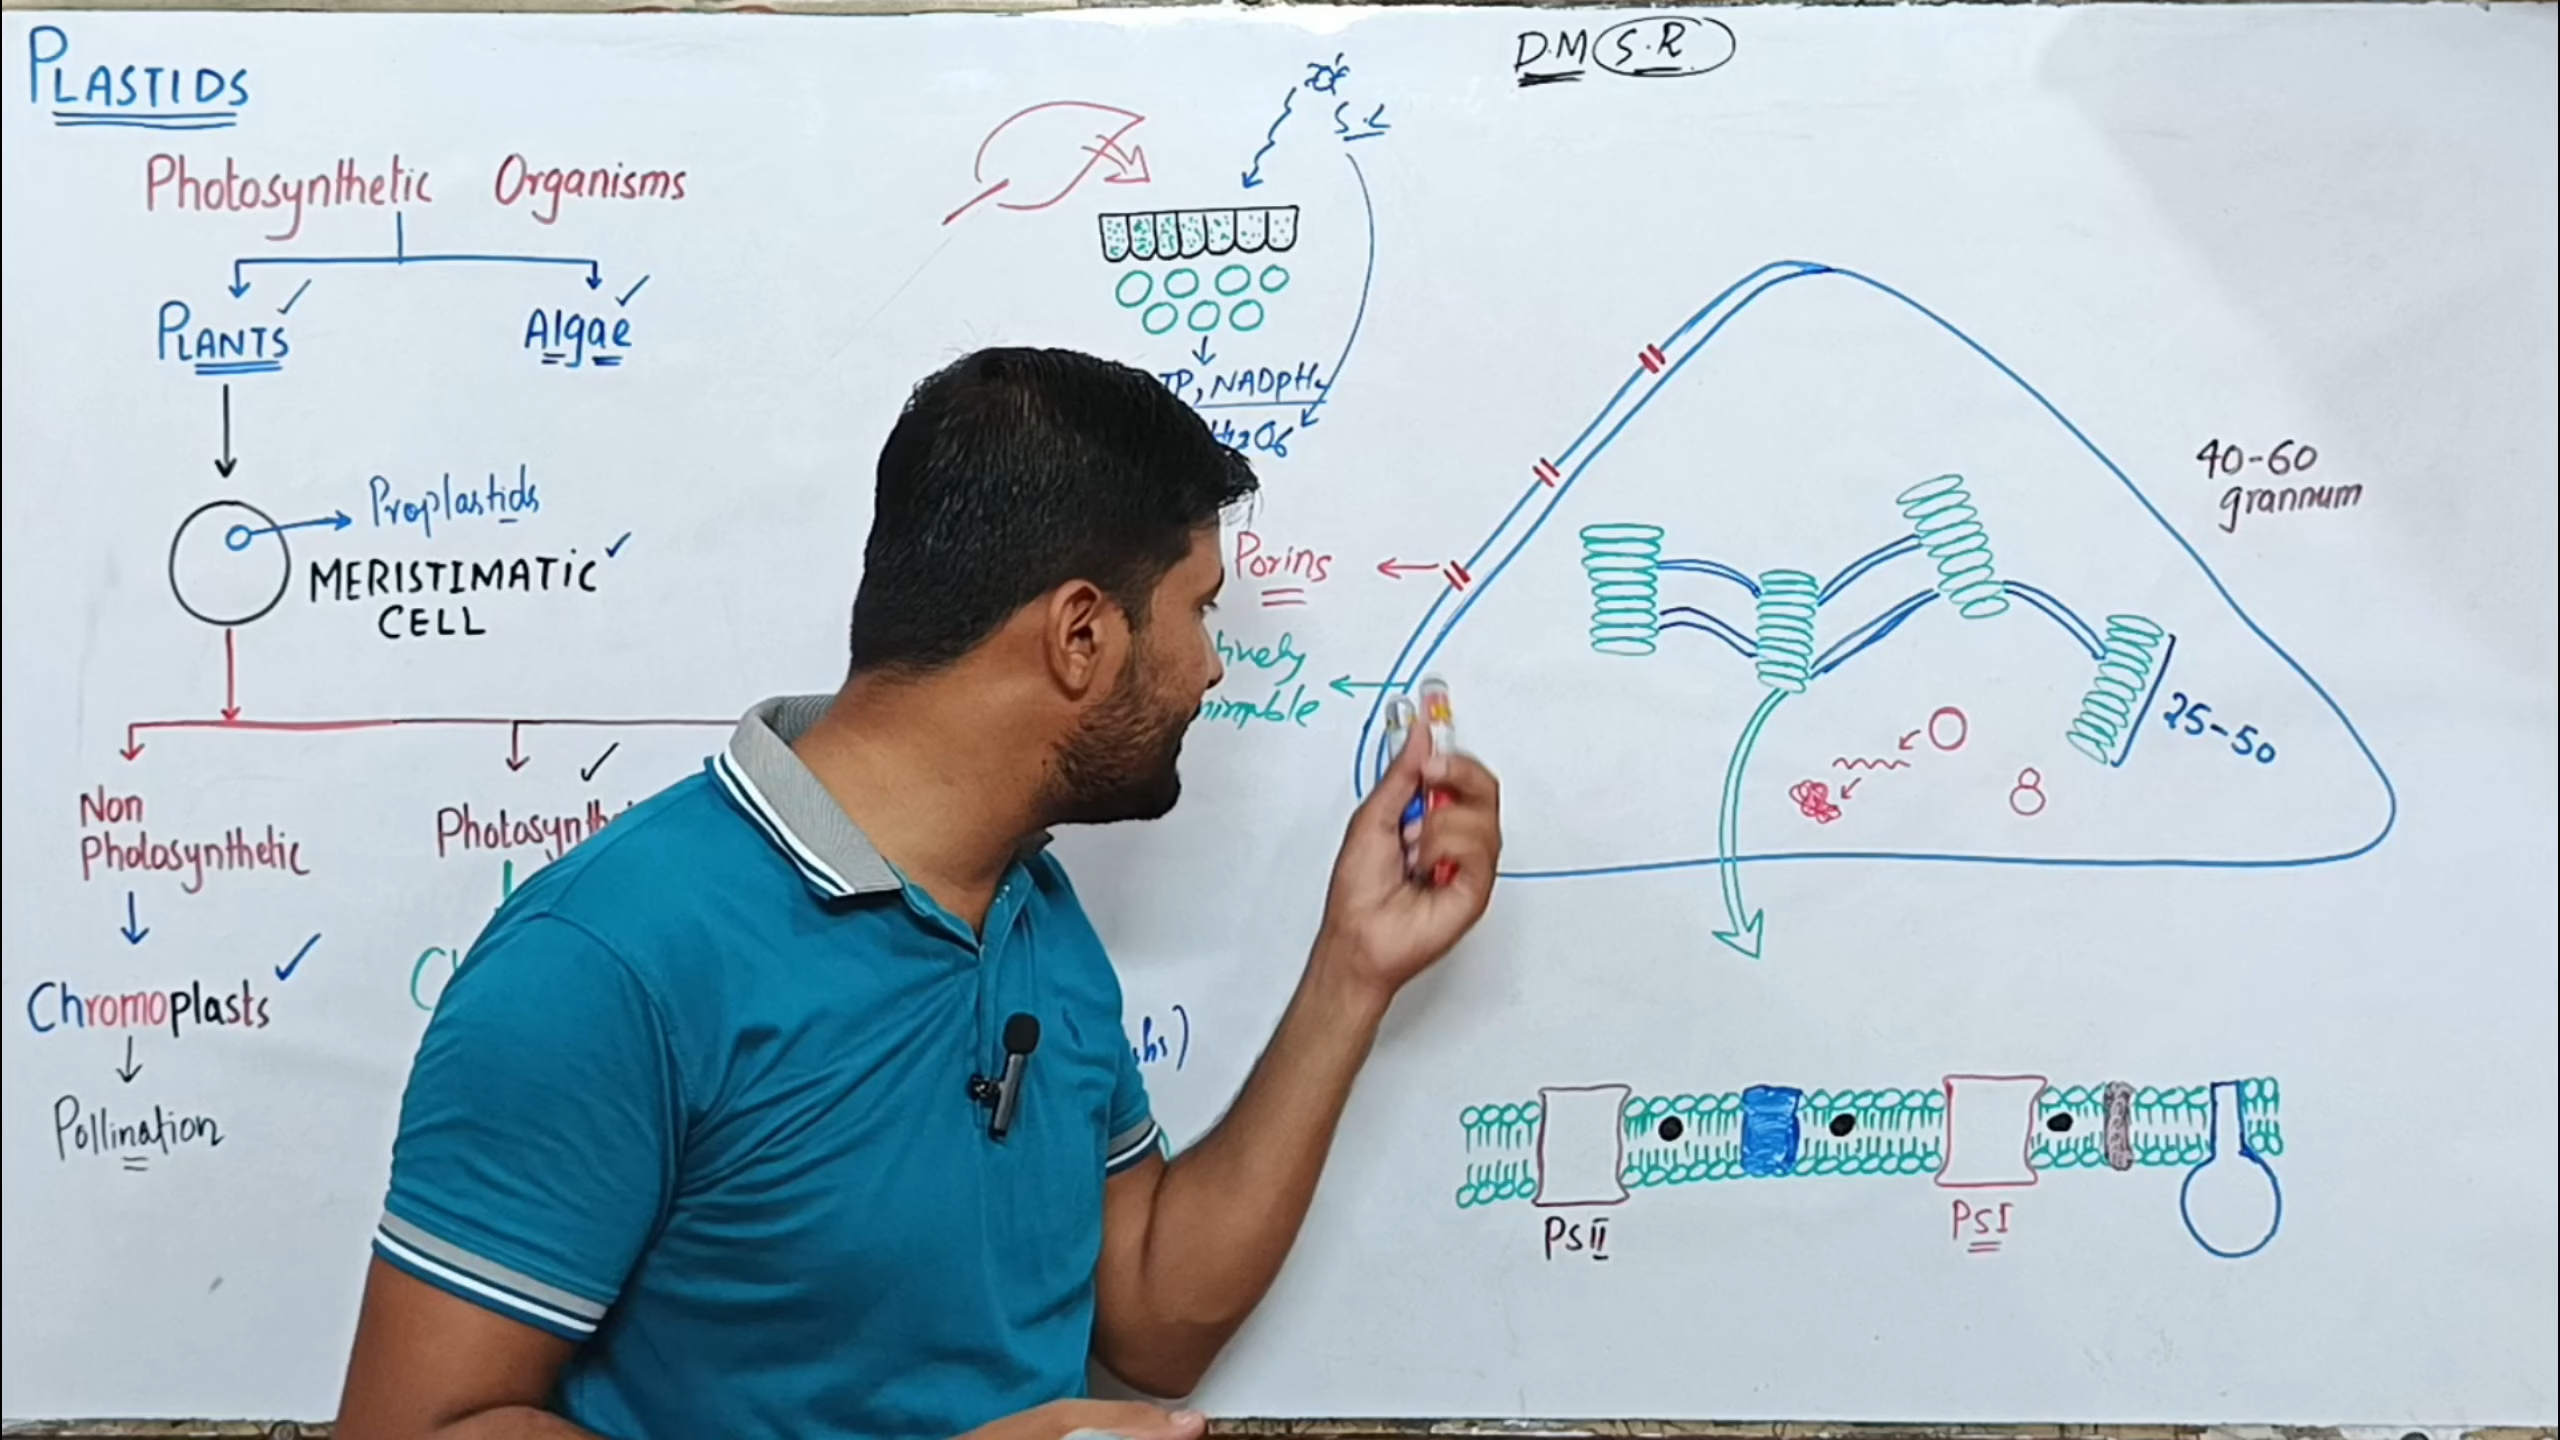 PLASTIDS
Photosynthetic Organisms
PLANTS
Algae
Proplastids
MERISTIMATIC
CELL
Non
Photosynthetic
Chromoplasts
Pollination
S.L
NADPH
Porins
D.M S.R
40-60
grannum
25-50
PSII
PSI